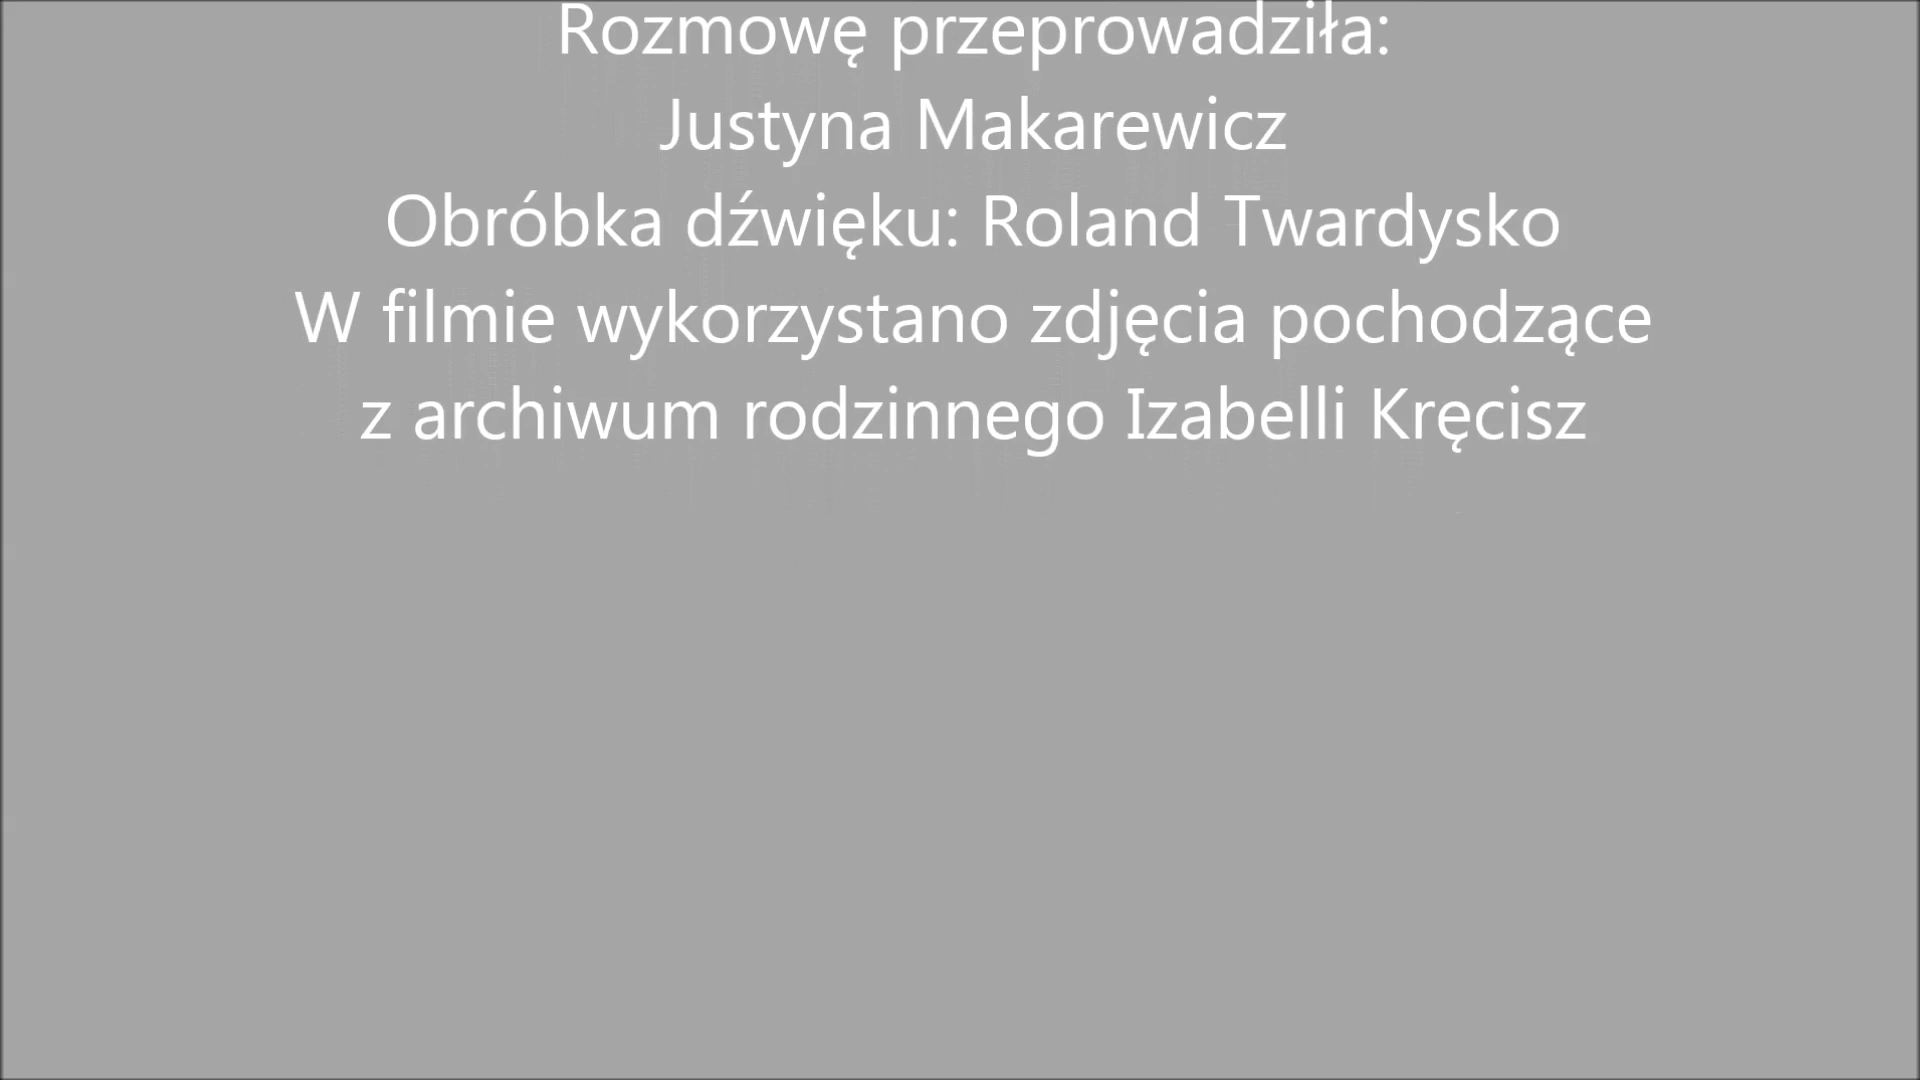 Rozmowę przeprowadziła:
Justyna Makarewicz
Obróbka dźwięku: Roland Twardysko
W filmie wykorzystano zdjęcia pochodzące
z archiwum rodzinnego Izabelli Kręcisz